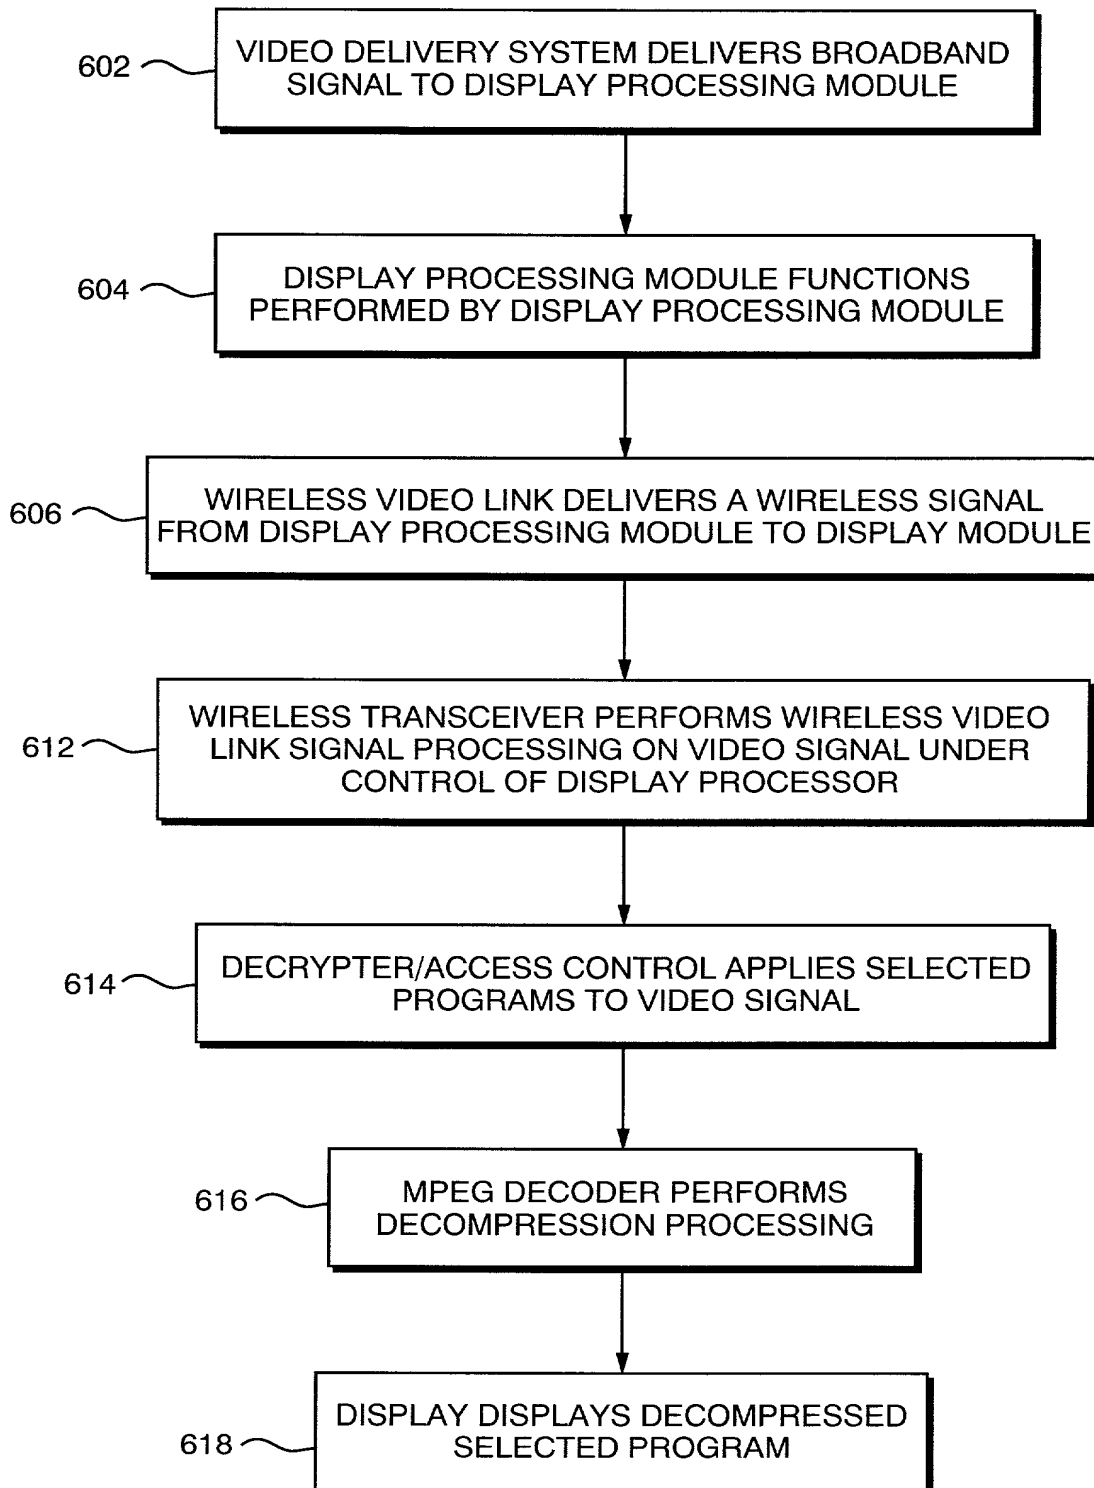 602
VIDEO DELIVERY SYSTEM DELIVERS BROADBAND
SIGNAL TO DISPLAY PROCESSING MODULE
604
DISPLAY PROCESSING MODULE FUNCTIONS
PERFORMED BY DISPLAY PROCESSING MODULE
606
WIRELESS VIDEO LINK DELIVERS A WIRELESS SIGNAL
FROM DISPLAY PROCESSING MODULE TO DISPLAY MODULE
612
WIRELESS TRANSCEIVER PERFORMS WIRELESS VIDEO
LINK SIGNAL PROCESSING ON VIDEO SIGNAL UNDER
CONTROL OF DISPLAY PROCESSOR
614
DECRYPTER/ACCESS CONTROL APPLIES SELECTED
PROGRAMS TO VIDEO SIGNAL
616
MPEG DECODER PERFORMS
DECOMPRESSION PROCESSING
618
DISPLAY DISPLAYS DECOMPRESSED
SELECTED PROGRAM